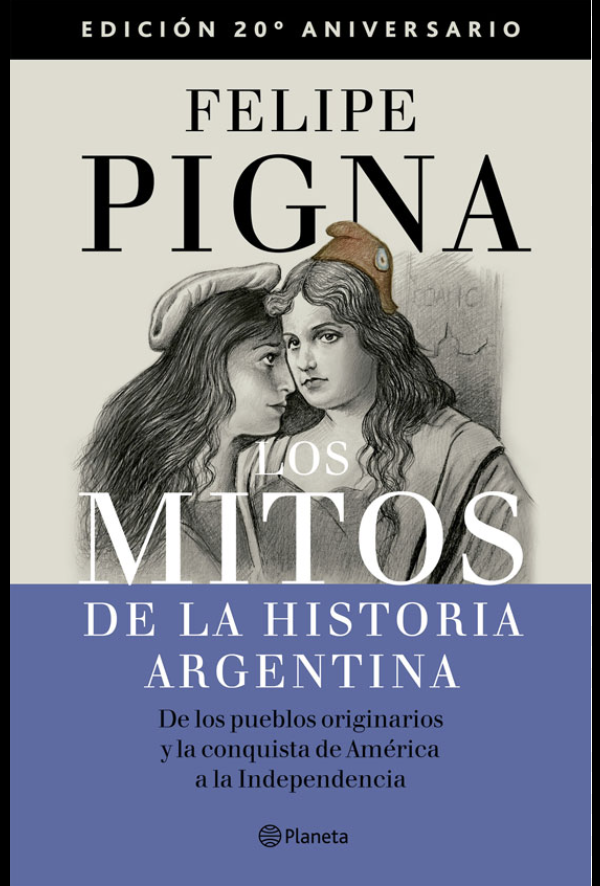 EDICIÓN 20º ANIVERSARIO
FELIPE
PIGNA
LOS
MITOS
DE LA HISTORIA
ARGENTINA
De los pueblos originarios
y la conquista de América
a la Independencia
Planeta